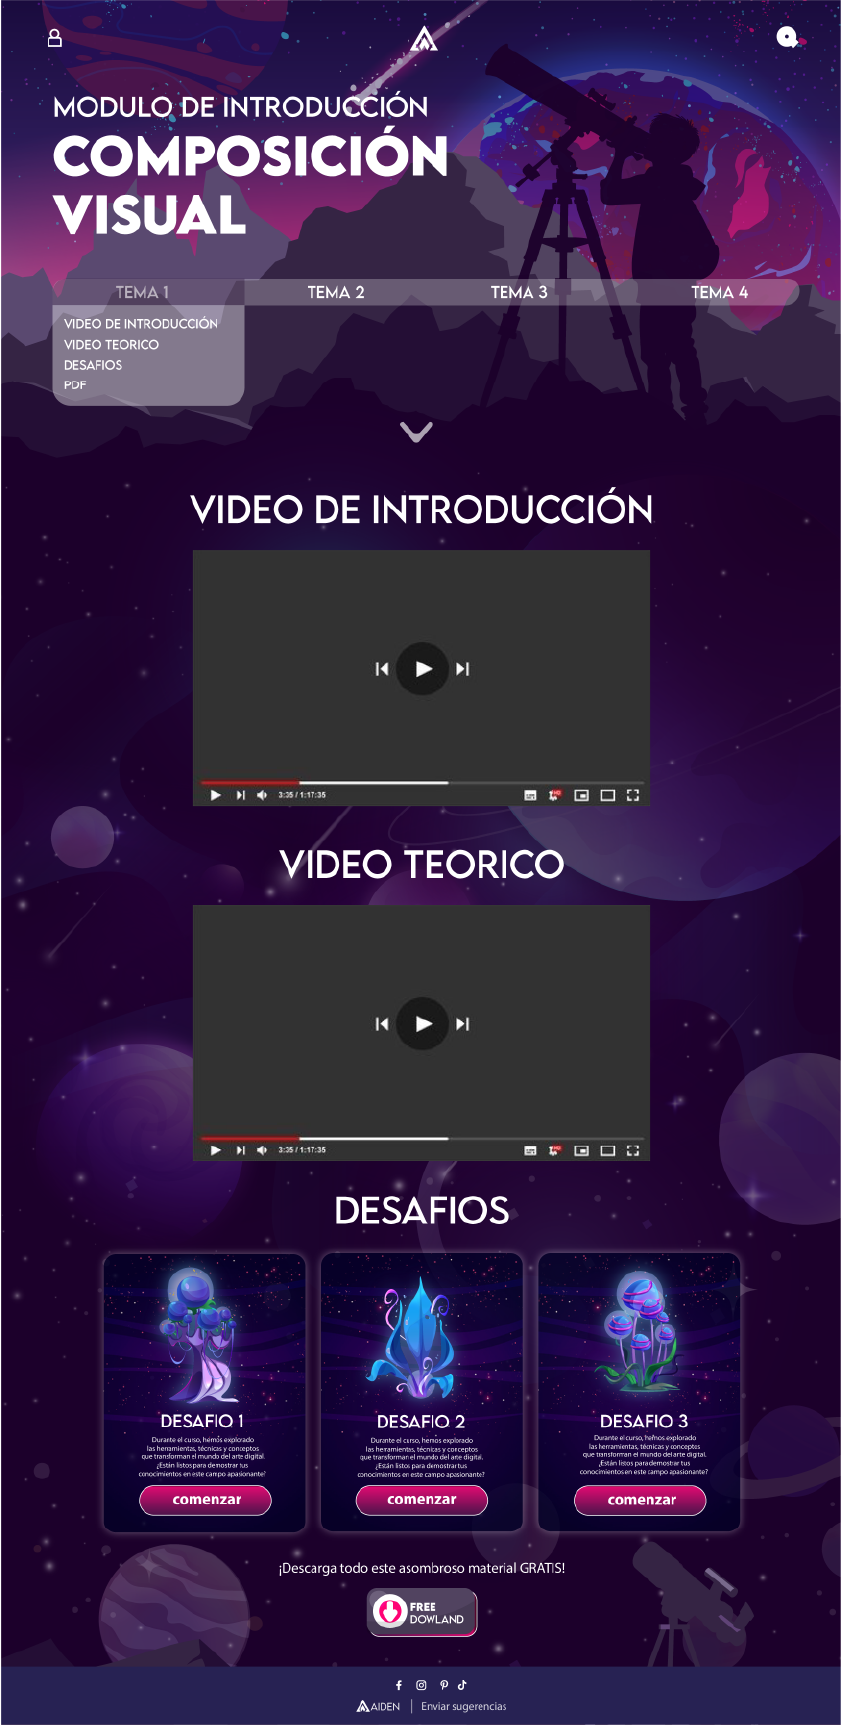 MODULO DE INTRODUCCIÓN
COMPOSICIÓN
VISUAL
TEMA 1
TEMA 2
TEMA 3
TEMA 4
VIDEO DE INTRODUCCIÓN
VIDEO TEORICO
DESAFIOS
PDF
VIDEO DE INTRODUCCIÓN
3:35 / 1:17:35
HD
VIDEO TEORICO
3:35 / 1:17:35
HD
DESAFIOS
DESAFIO 1
Durante el curso, hemos explorado
las herramientas, técnicas y conceptos
que transforman el mundo del arte digital.
¿Están listos para demostrar tus
conocimientos en este campo apasionante?
comenzar
DESAFIO 2
Durante el curso, hemos explorado
las herramientas, técnicas y conceptos
que transforman el mundo del arte digital.
¿Están listos para demostrar tus
conocimientos en este campo apasionante?
comenzar
DESAFIO 3
Durante el curso, hemos explorado
las herramientas, técnicas y conceptos
que transforman el mundo del arte digital.
¿Están listos para demostrar tus
conocimientos en este campo apasionante?
comenzar
¡Descarga todo este asombroso material GRATIS!
FREE
DOWLAND
AIDEN | Enviar sugerencias